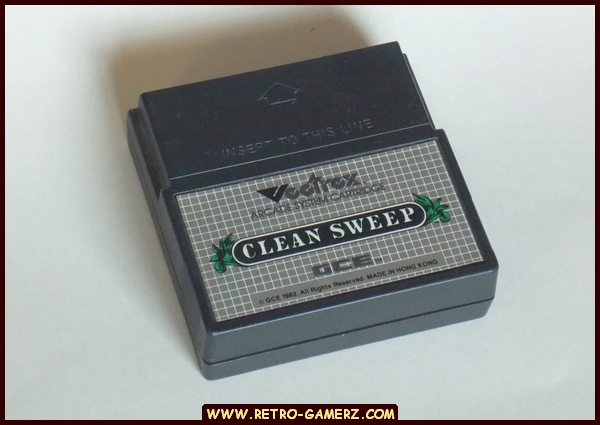 INSERT TO THIS LINE
Vectrex
ARCADE SYSTEM CARTRIDGE
CLEAN SWEEP
GCE™
© GCE 1982. All Rights Reserved. MADE IN HONG KONG
WWW.RETRO-GAMERZ.COM